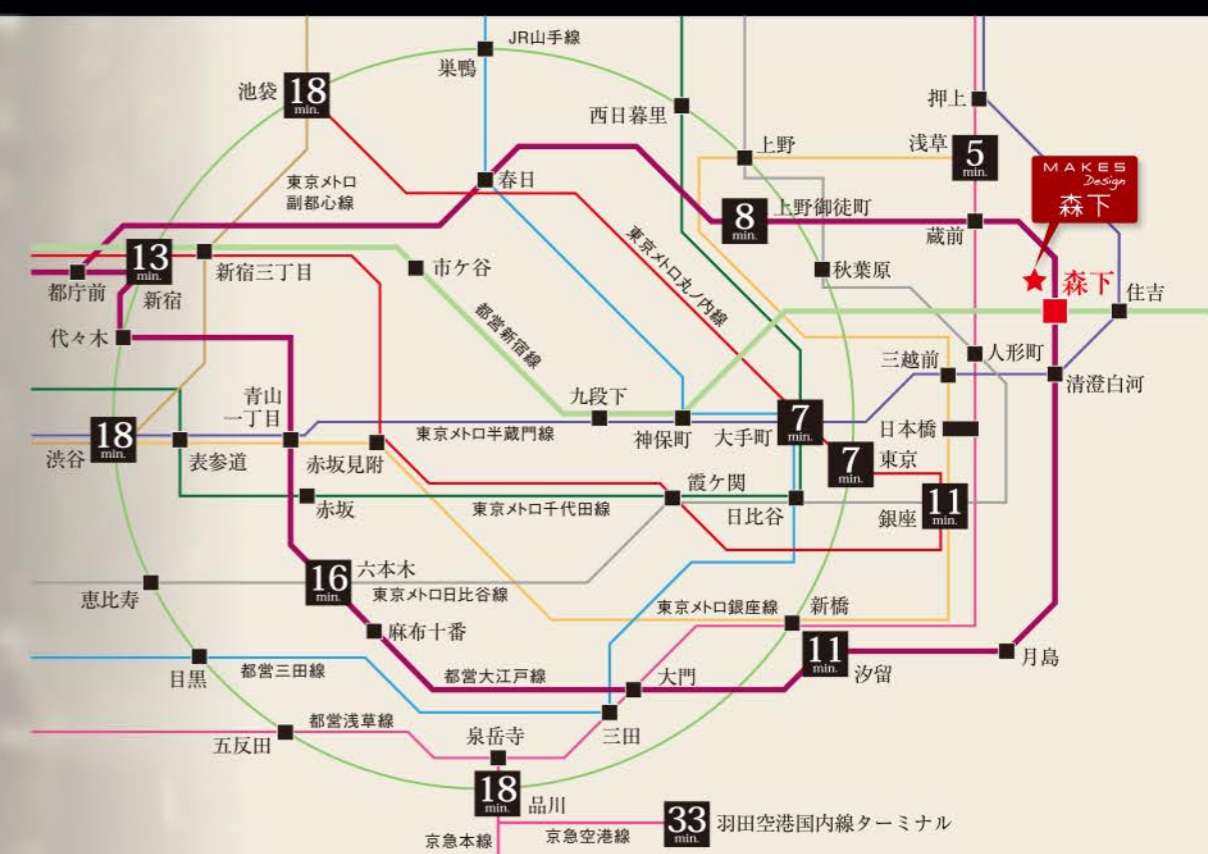 JR山手線
巣鴨
池袋
18
min.
西日暮里
押上
上野
浅草
5
min.
MAKES
Design
森下
東京メトロ
副都心線
春日
8
min.
上野御徒町
蔵前
東京メトロ丸ノ内線
13
min.
新宿
都庁前
新宿三丁目
市ケ谷
秋葉原
森下
住吉
代々木
都営新宿線
三越前
人形町
清澄白河
青山
一丁目
九段下
神保町
大手町
7
min.
日本橋
18
min.
渋谷
表参道
赤坂見附
東京メトロ半蔵門線
7
min.
東京
赤坂
東京メトロ千代田線
霞ケ関
日比谷
銀座
11
min.
恵比寿
16
min.
六本木
東京メトロ日比谷線
麻布十番
東京メトロ銀座線
新橋
目黒
都営三田線
都営大江戸線
大門
11
min.
汐留
月島
五反田
都営浅草線
泉岳寺
三田
18
min.
品川
京急本線
京急空港線
33
min.
羽田空港国内線ターミナル